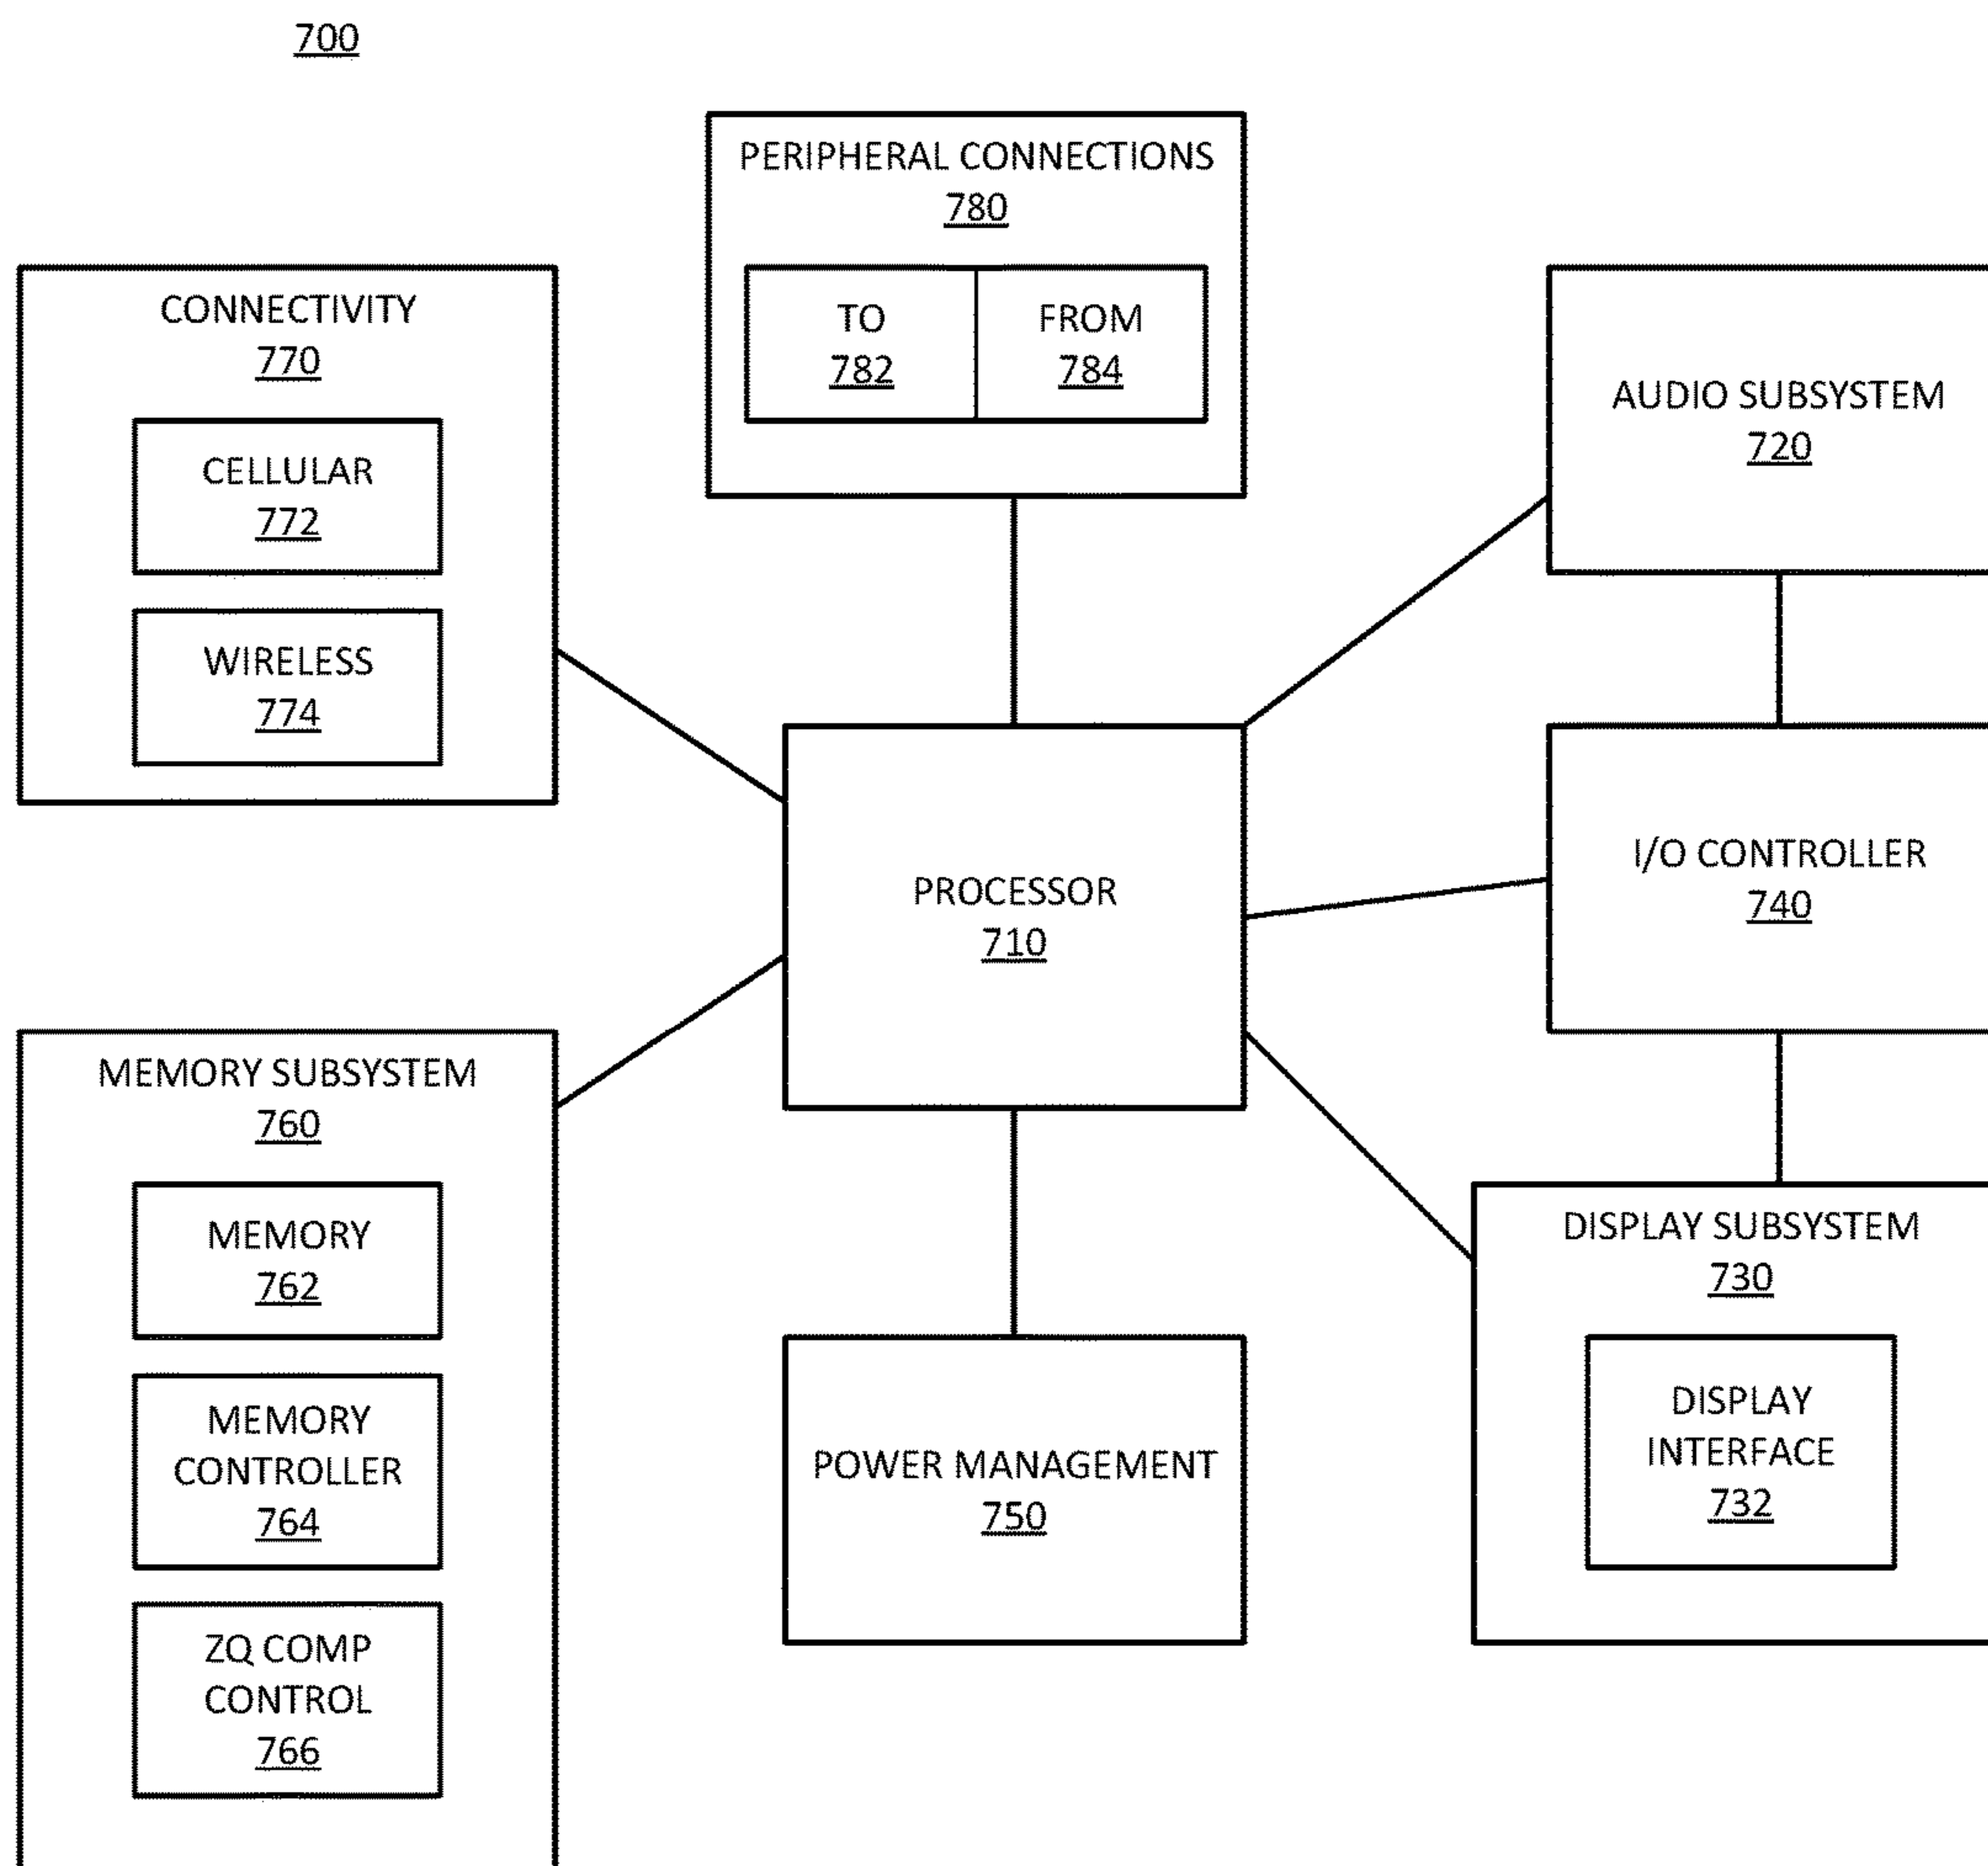 700
PERIPHERAL CONNECTIONS
780
TO
782
FROM
784
CONNECTIVITY
770
CELLULAR
772
WIRELESS
774
AUDIO SUBSYSTEM
720
PROCESSOR
710
I/O CONTROLLER
740
MEMORY SUBSYSTEM
760
MEMORY
762
MEMORY
CONTROLLER
764
ZQ COMP
CONTROL
766
POWER MANAGEMENT
750
DISPLAY SUBSYSTEM
730
DISPLAY
INTERFACE
732